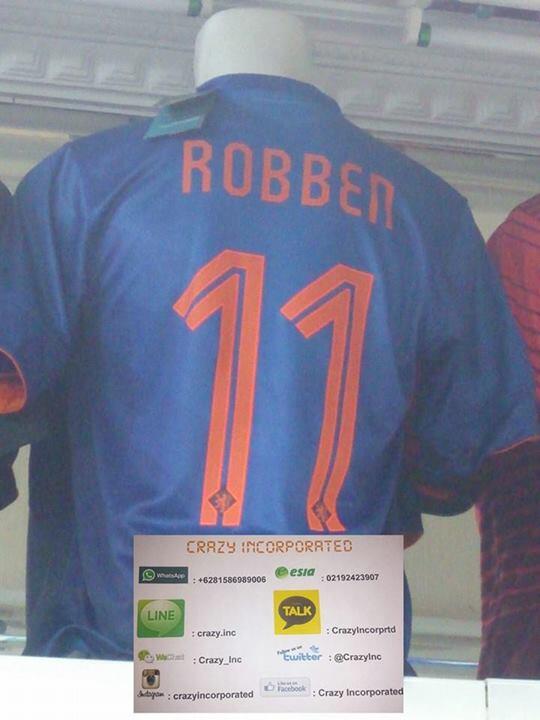 ROBBEN
11
CRAZY INCORPORATED
WhatsApp : +6281586989006
esia : 02192423907
LINE : crazy.inc
TALK : CrazyIncorprtd
WeChat : Crazy_Inc
Follow us on twitter : @CrazyInc
Instagram : crazyincorporated
Like us on Facebook : Crazy Incorporated